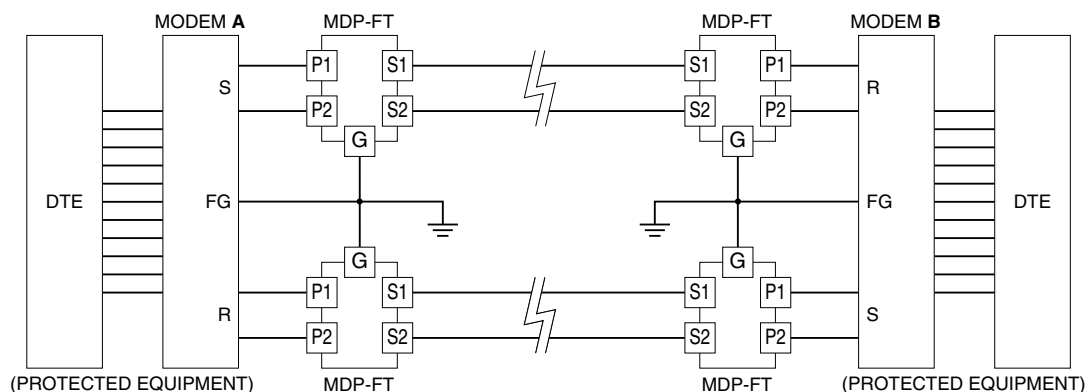 MODEM A MDP-FT MDP-FT MODEM B
P1 S1 S1 P1
S R
P2 S2 S2 P2
G G
DTE FG FG DTE
G G
P1 S1 S1 P1
R S
P2 S2 S2 P2
(PROTECTED EQUIPMENT) MDP-FT MDP-FT (PROTECTED EQUIPMENT)